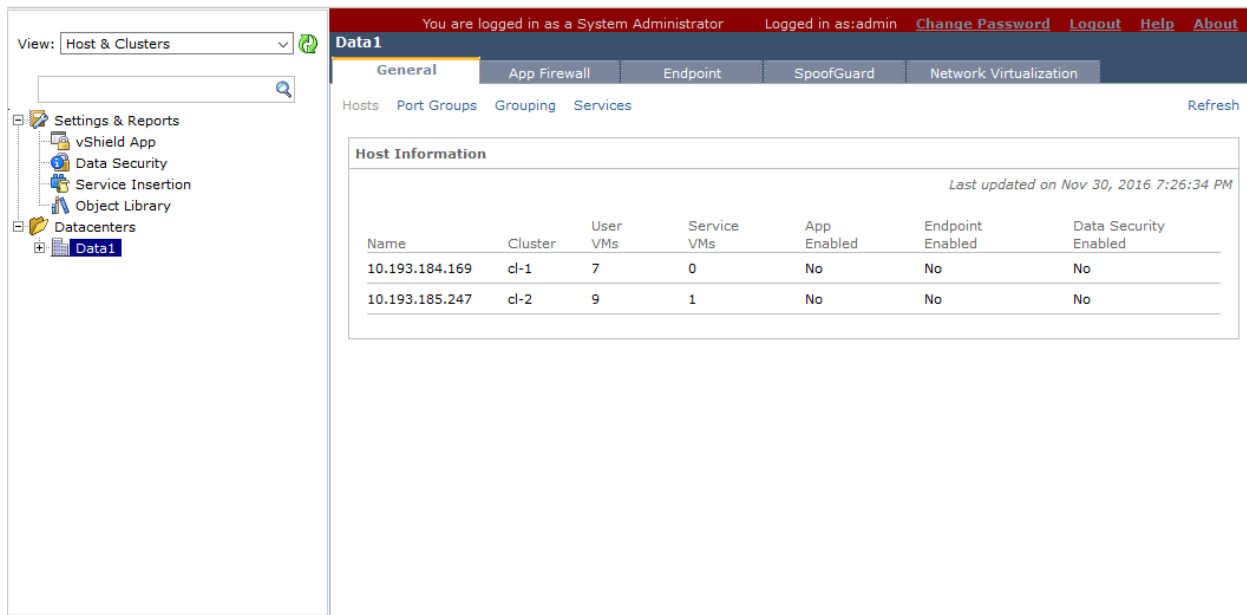 You are logged in as a System Administrator Logged in as:admin Change Password Logout Help About
View: Host & Clusters
Settings & Reports
vShield App
Data Security
Service Insertion
Object Library
Datacenters
Data1
Data1
General App Firewall Endpoint SpoofGuard Network Virtualization
Hosts Port Groups Grouping Services Refresh
Host Information
Last updated on Nov 30, 2016 7:26:34 PM
Name Cluster User VMs Service VMs App Enabled Endpoint Enabled Data Security Enabled
10.193.184.169 cl-1 7 0 No No No
10.193.185.247 cl-2 9 1 No No No